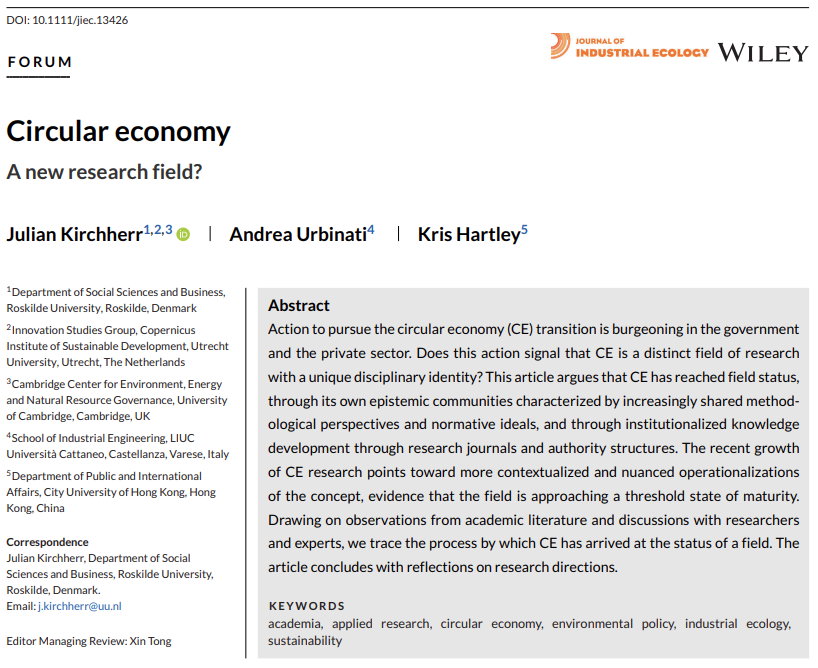 DOI: 10.1111/jiec.13426
FORUM
JOURNAL OF
INDUSTRIAL ECOLOGY
WILEY
Circular economy
A new research field?
Julian Kirchherr1,2,3 iD | Andrea Urbinati4 | Kris Hartley5
1Department of Social Sciences and Business,
Roskilde University, Roskilde, Denmark
2Innovation Studies Group, Copernicus
Institute of Sustainable Development, Utrecht
University, Utrecht, The Netherlands
3Cambridge Center for Environment, Energy
and Natural Resource Governance, University
of Cambridge, Cambridge, UK
4School of Industrial Engineering, LIUC
Università Cattaneo, Castellanza, Varese, Italy
5Department of Public and International
Affairs, City University of Hong Kong, Hong
Kong, China
Correspondence
Julian Kirchherr, Department of Social
Sciences and Business, Roskilde University,
Roskilde, Denmark.
Email: j.kirchherr@uu.nl
Editor Managing Review: Xin Tong
Abstract
Action to pursue the circular economy (CE) transition is burgeoning in the government
and the private sector. Does this action signal that CE is a distinct field of research
with a unique disciplinary identity? This article argues that CE has reached field status,
through its own epistemic communities characterized by increasingly shared method-
ological perspectives and normative ideals, and through institutionalized knowledge
development through research journals and authority structures. The recent growth
of CE research points toward more contextualized and nuanced operationalizations
of the concept, evidence that the field is approaching a threshold state of maturity.
Drawing on observations from academic literature and discussions with researchers
and experts, we trace the process by which CE has arrived at the status of a field. The
article concludes with reflections on research directions.
KEYWORDS
academia, applied research, circular economy, environmental policy, industrial ecology,
sustainability